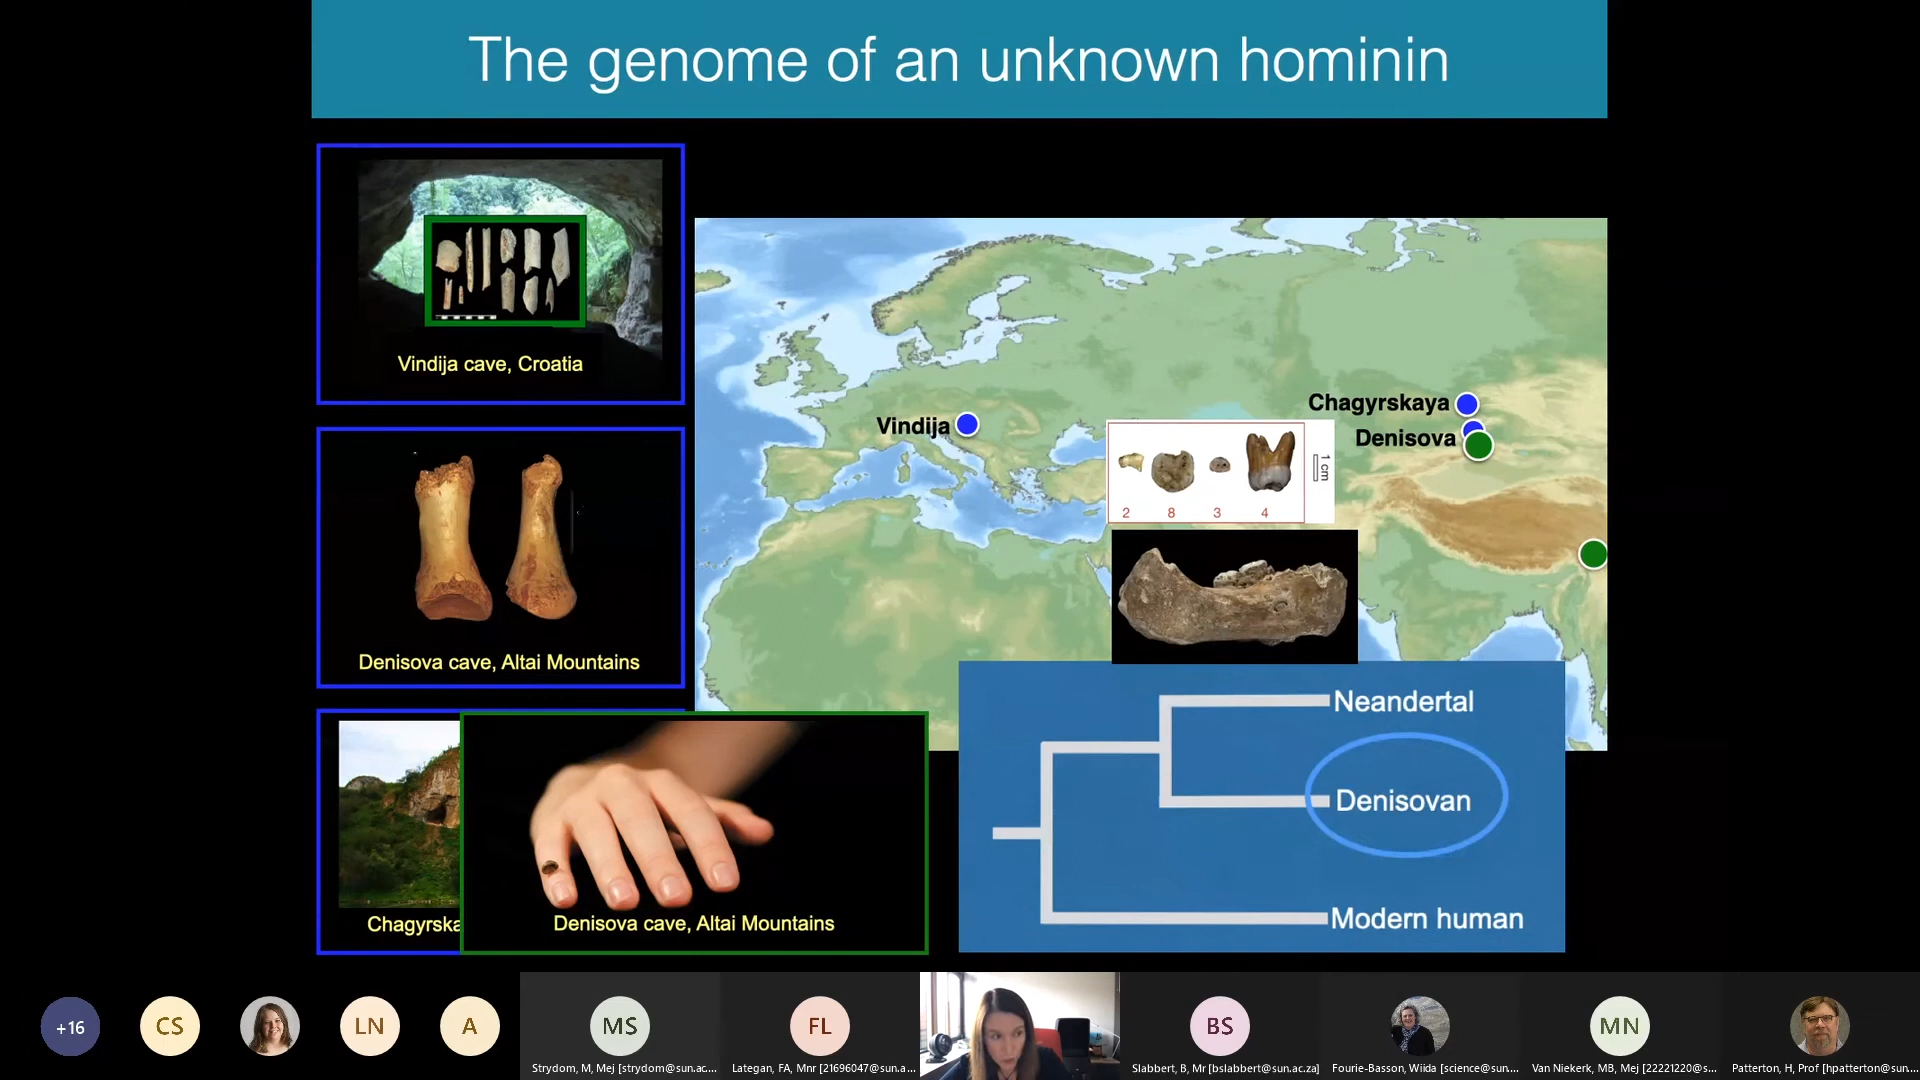 The genome of an unknown hominin
Vindija cave, Croatia
Denisova cave, Altai Mountains
Chagyrska
Denisova cave, Altai Mountains
Vindija
Chagyrskaya
Denisova
1 cm
2 8 3 4
Neandertal
Denisovan
Modern human
+16
CS
LN
A
MS
FL
BS
MN
Strydom, M, Mej [strydom@sun.ac....
Lategan, FA, Mnr [21696047@sun.a...
Slabbert, B, Mr [bslabbert@sun.ac.za]
Fourie-Basson, Wiida [science@sun....
Van Niekerk, MB, Mej [22221220@s...
Patterton, H, Prof [hpatterton@sun....